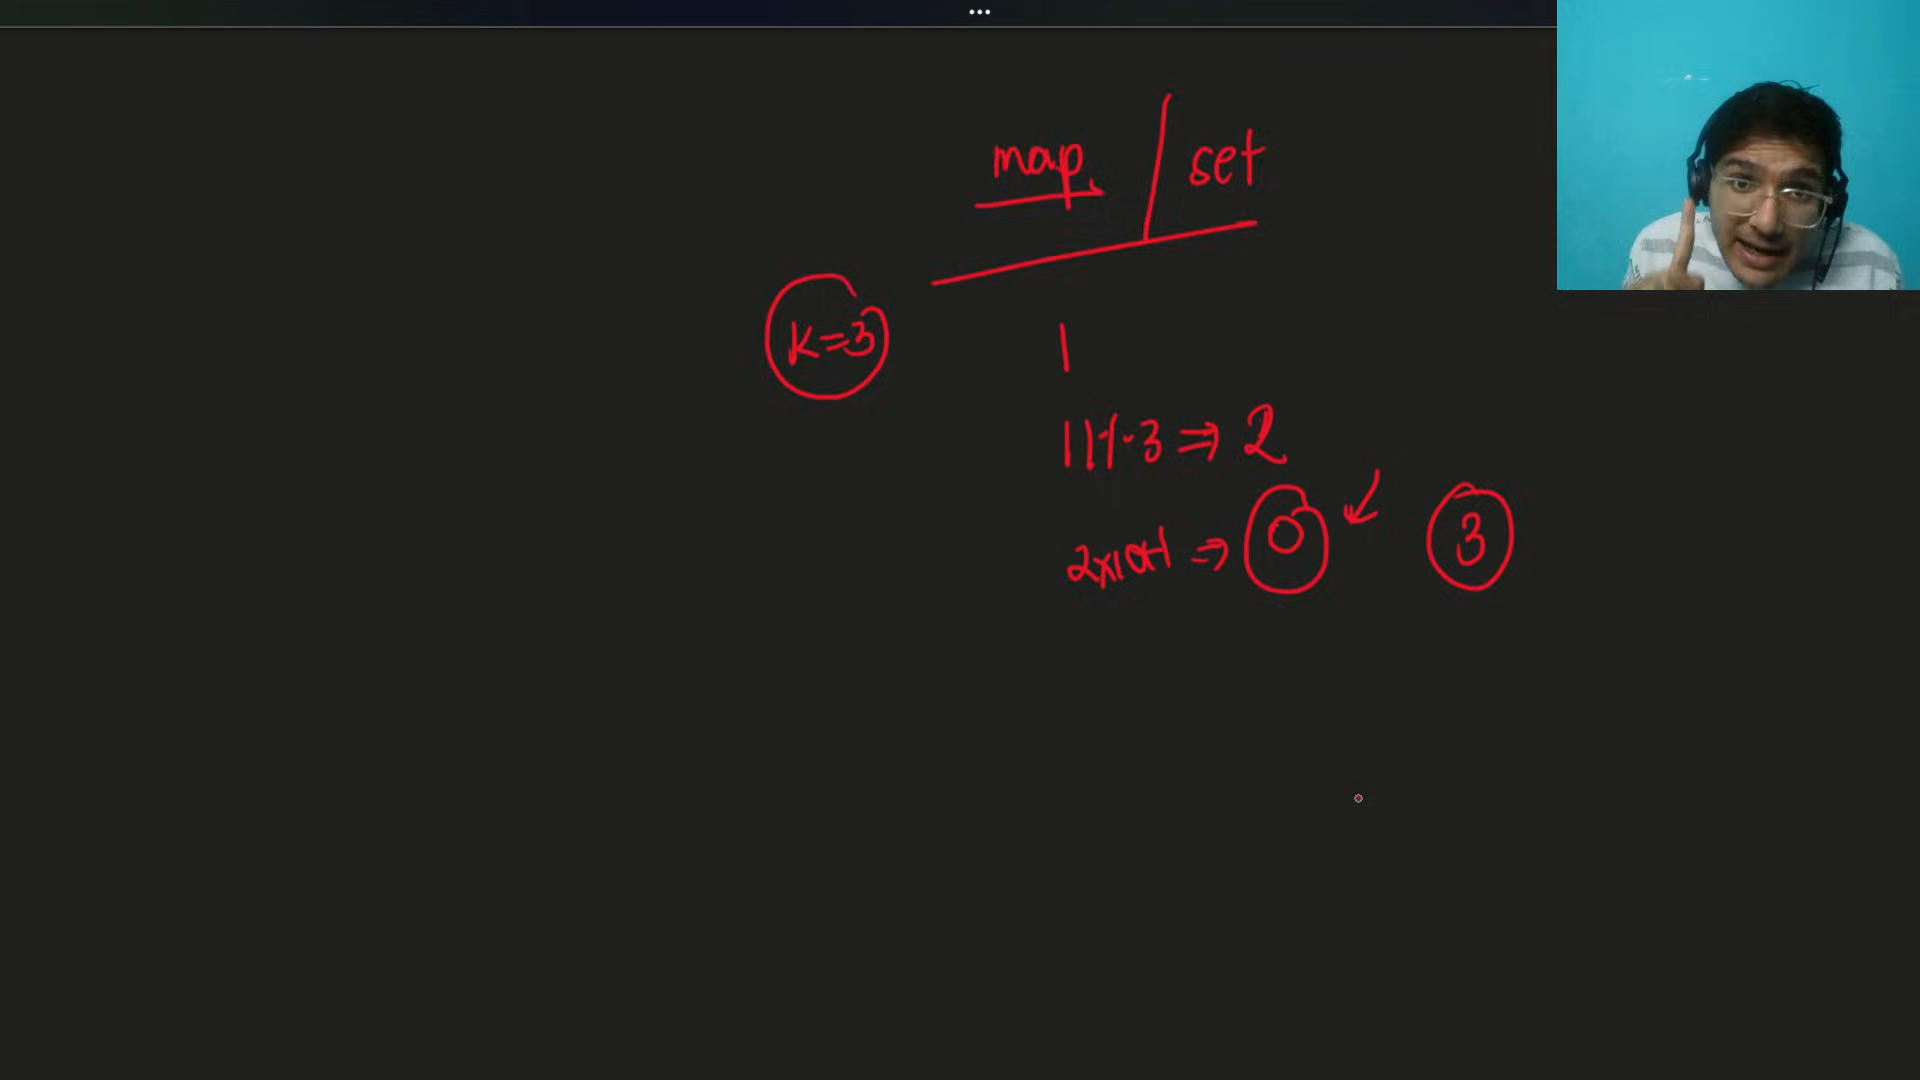 map / set
k=3
1
11%3 ⇒ 2
2x10+1 ⇒ 0 3